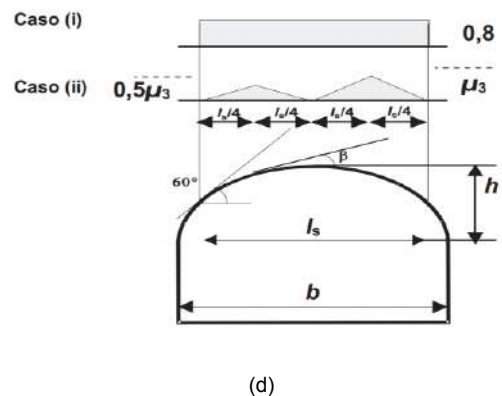 Caso (i)
0,8
Caso (ii)
0,5μ₃
μ₃
lₛ/4 lₛ/4 lₛ/4 lₛ/4
60°
β
h
lₛ
b
(d)